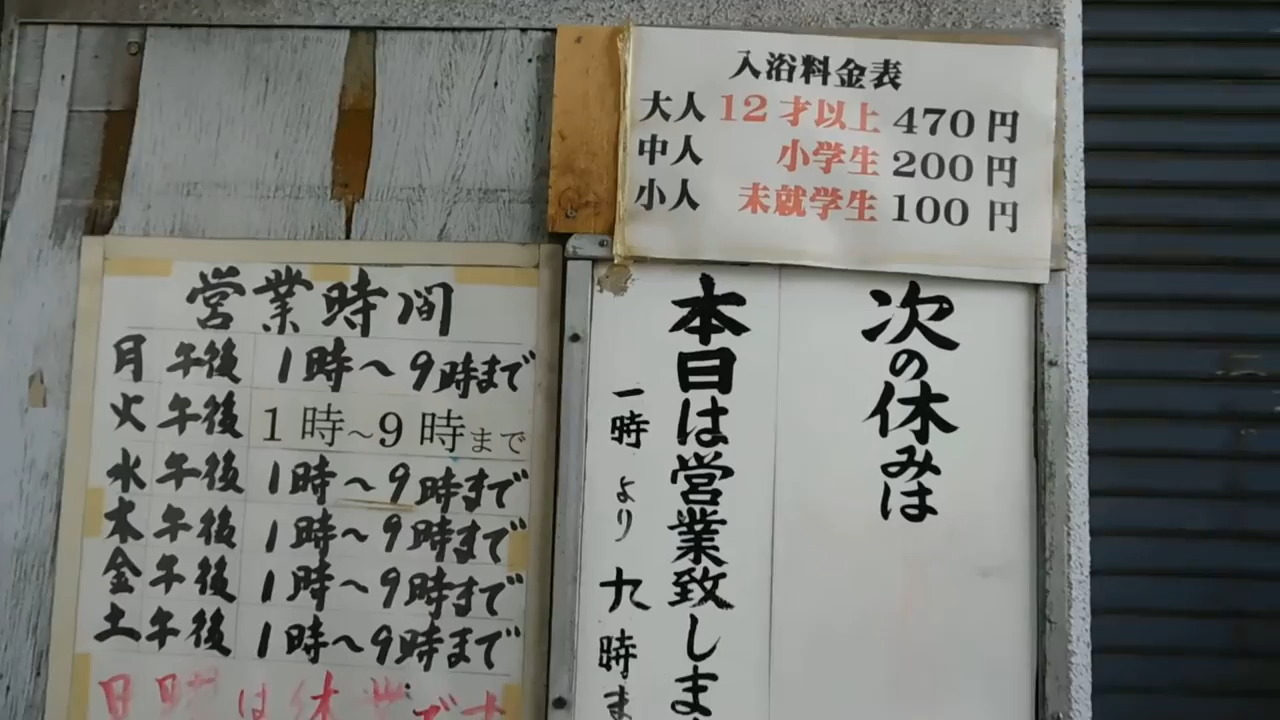 入浴料金表
大人 12才以上 470円
中人 小学生 200円
小人 未就学生 100円
営業時間
月 午後 1時〜9時まで
火 午後 1時〜9時まで
水 午後 1時〜9時まで
木 午後 1時〜9時まで
金 午後 1時〜9時まで
土 午後 1時〜9時まで
日曜は休業です
次の休みは
本日は営業致しま
一時より九時ま